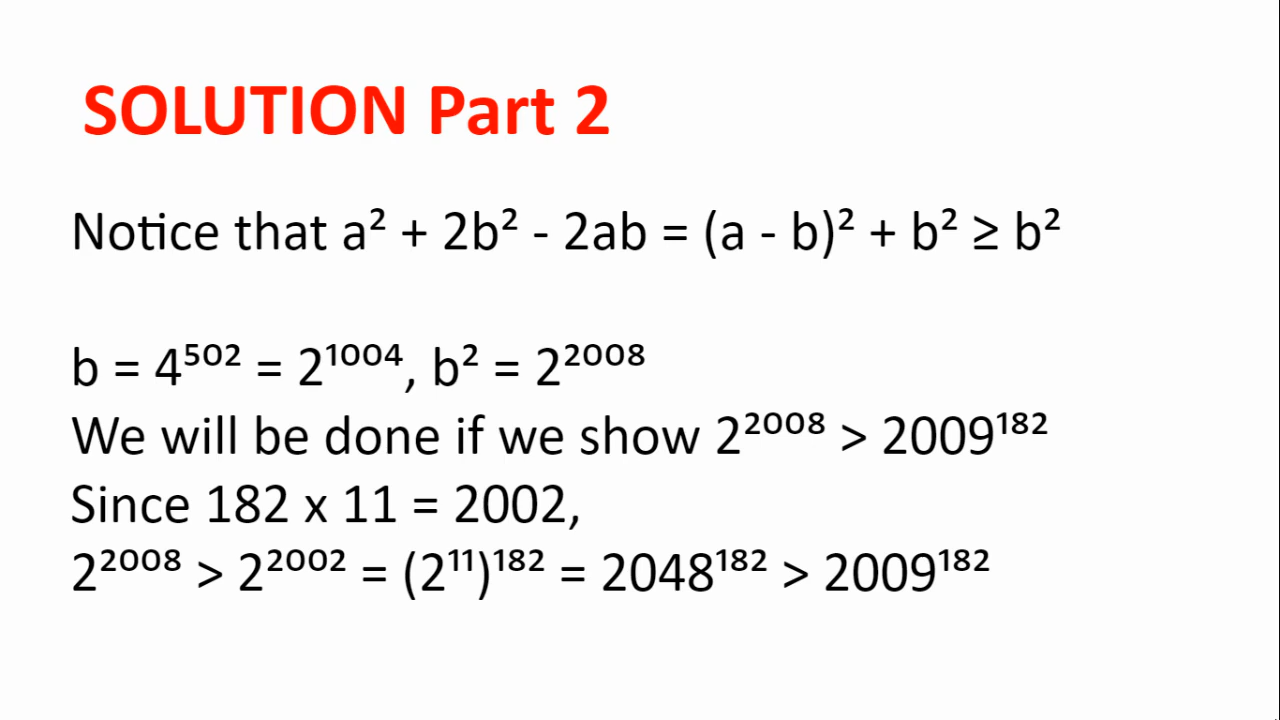 SOLUTION Part 2
Notice that a² + 2b² - 2ab = (a - b)² + b² ≥ b²
b = 4⁵⁰² = 2¹⁰⁰⁴, b² = 2²⁰⁰⁸
We will be done if we show 2²⁰⁰⁸ > 2009¹⁸²
Since 182 x 11 = 2002,
2²⁰⁰⁸ > 2²⁰⁰² = (2¹¹)¹⁸² = 2048¹⁸² > 2009¹⁸²